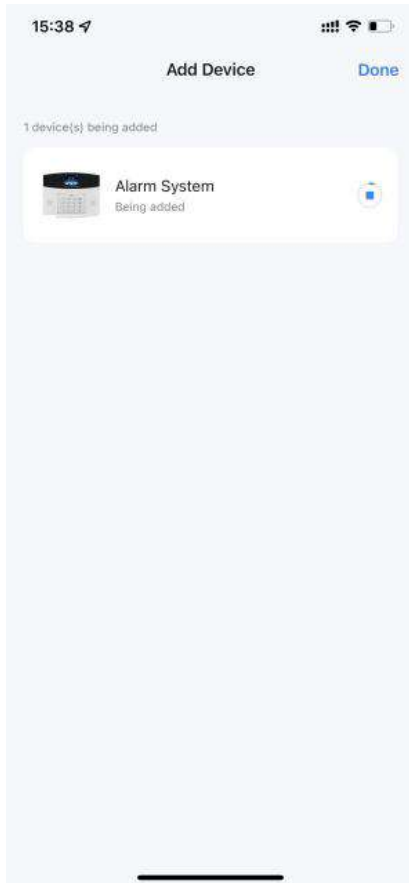 15:38
Add Device
Done
1 device(s) being added
Alarm System
Being added